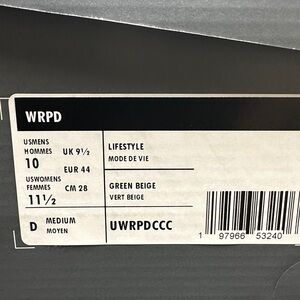 WRPD
USMENS
HOMMES
10
UK 9½
EUR 44
USWOMENS
FEMMES
11½
CM 28
D
MEDIUM
MOYEN
LIFESTYLE
MODE DE VIE
GREEN BEIGE
VERT BEIGE
UWRPDCCC
1 97966 53240